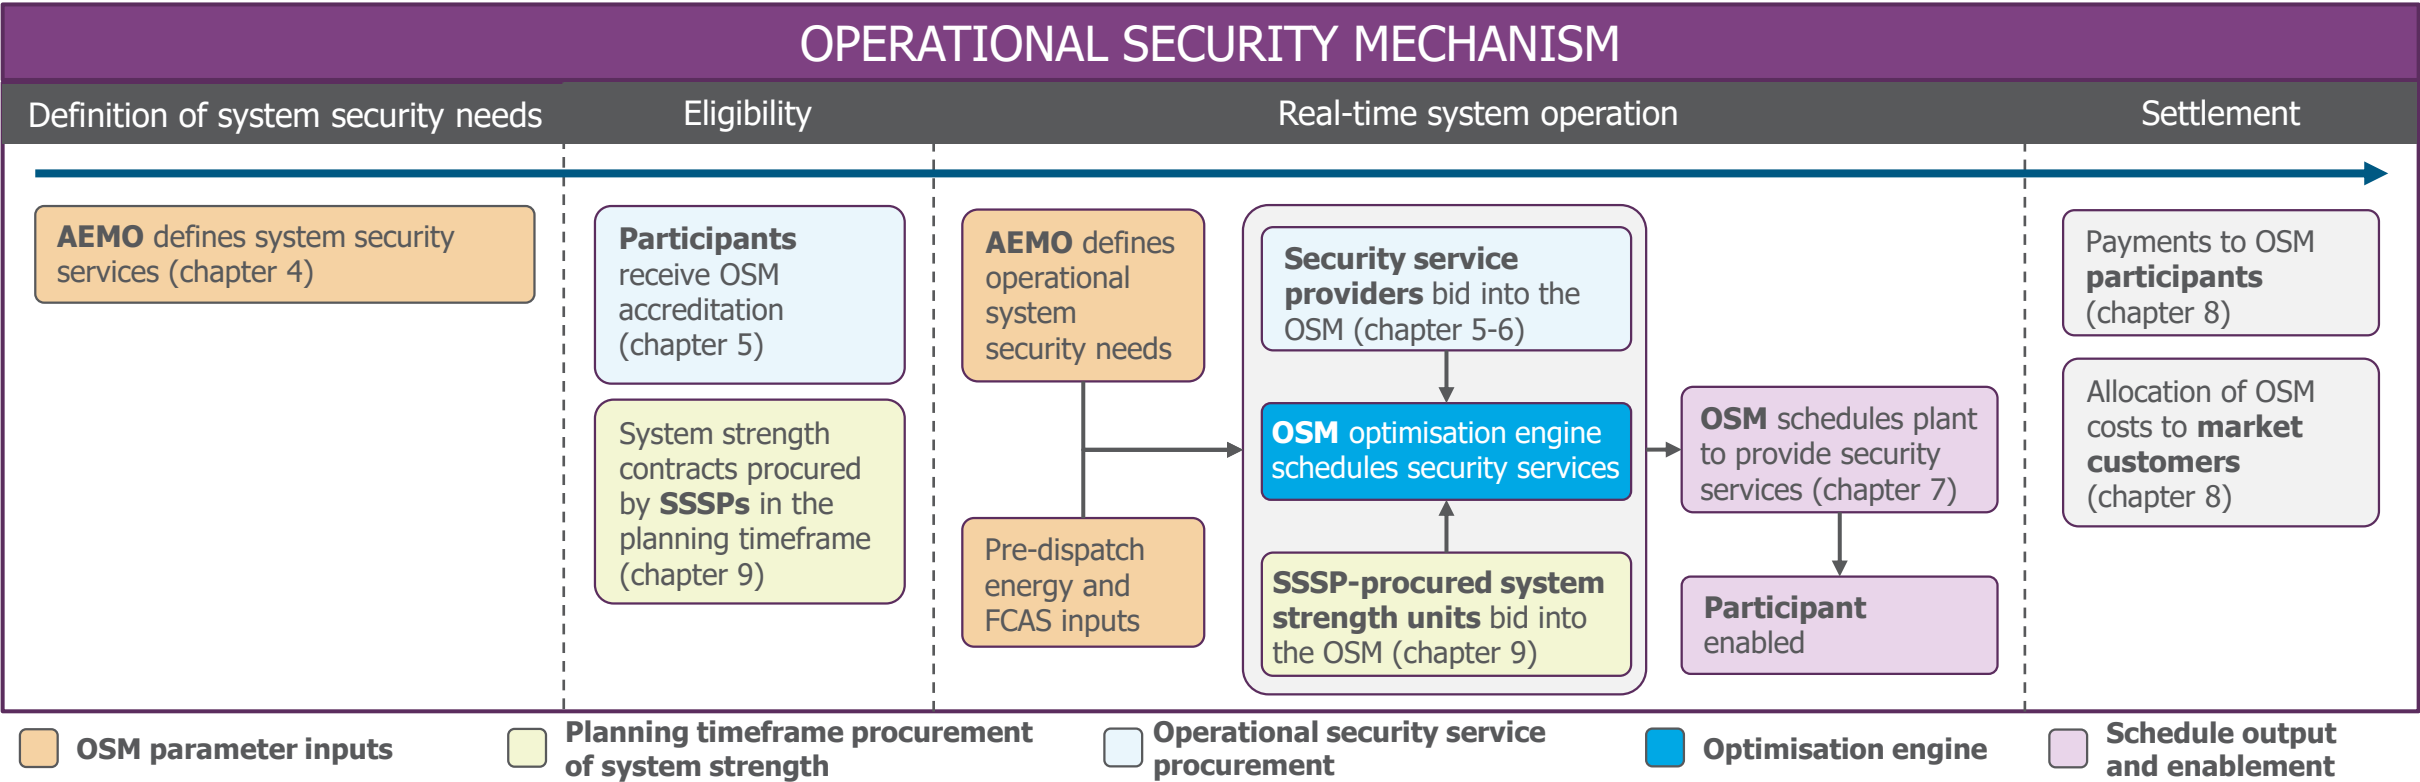 OPERATIONAL SECURITY MECHANISM
Definition of system security needs
Eligibility
Real-time system operation
Settlement
AEMO defines system security
services (chapter 4)
Participants
receive OSM
accreditation
(chapter 5)
System strength
contracts procured
by SSSPs in the
planning timeframe
(chapter 9)
AEMO defines
operational
system
security needs
Pre-dispatch
energy and
FCAS inputs
Security service
providers bid into the
OSM (chapter 5-6)
OSM optimisation engine
schedules security services
SSSP-procured system
strength units bid into
the OSM (chapter 9)
OSM schedules plant
to provide security
services (chapter 7)
Participant
enabled
Payments to OSM
participants
(chapter 8)
Allocation of OSM
costs to market
customers
(chapter 8)
OSM parameter inputs
Planning timeframe procurement
of system strength
Operational security service
procurement
Optimisation engine
Schedule output
and enablement